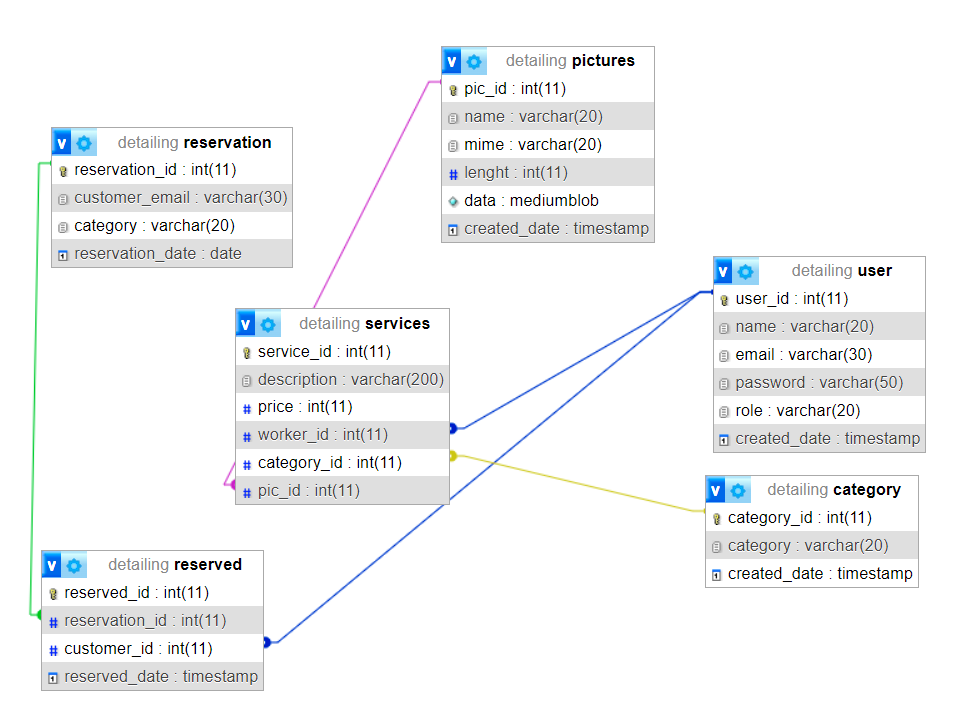 v detailing pictures
pic_id : int(11)
name : varchar(20)
mime : varchar(20)
lenght : int(11)
data : mediumblob
created_date : timestamp
v detailing reservation
reservation_id : int(11)
customer_email : varchar(30)
category : varchar(20)
reservation_date : date
v detailing user
user_id : int(11)
name : varchar(20)
email : varchar(30)
password : varchar(50)
role : varchar(20)
created_date : timestamp
v detailing services
service_id : int(11)
description : varchar(200)
price : int(11)
worker_id : int(11)
category_id : int(11)
pic_id : int(11)
v detailing category
category_id : int(11)
category : varchar(20)
created_date : timestamp
v detailing reserved
reserved_id : int(11)
reservation_id : int(11)
customer_id : int(11)
reserved_date : timestamp